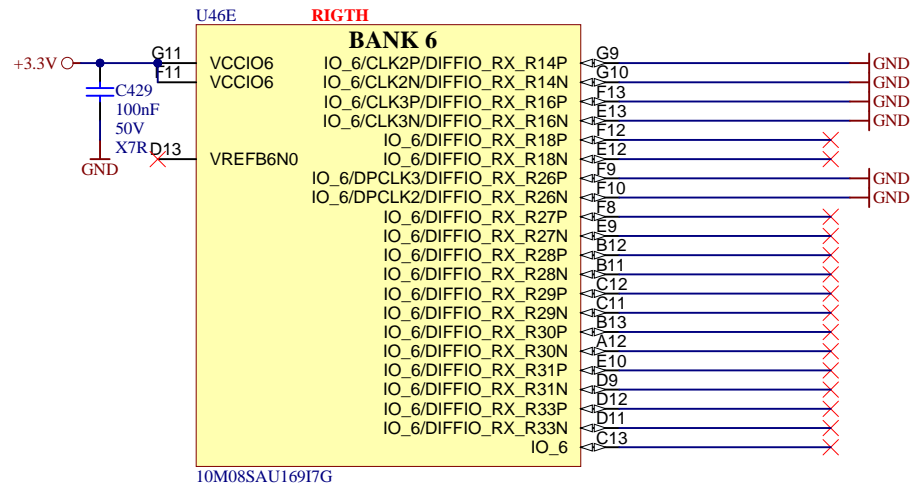 U46E RIGTH
BANK 6
+3.3V G11 VCCIO6 IO_6/CLK2P/DIFFIO_RX_R14P G9 GND
F11 VCCIO6 IO_6/CLK2N/DIFFIO_RX_R14N G10 GND
C429 IO_6/CLK3P/DIFFIO_RX_R16P F13 GND
100nF IO_6/CLK3N/DIFFIO_RX_R16N E13 GND
50V IO_6/DIFFIO_RX_R18P F12
X7R D13 VREFB6N0 IO_6/DIFFIO_RX_R18N E12
GND IO_6/DPCLK3/DIFFIO_RX_R26P F9 GND
IO_6/DPCLK2/DIFFIO_RX_R26N F10 GND
IO_6/DIFFIO_RX_R27P F8
IO_6/DIFFIO_RX_R27N E9
IO_6/DIFFIO_RX_R28P B12
IO_6/DIFFIO_RX_R28N B11
IO_6/DIFFIO_RX_R29P C12
IO_6/DIFFIO_RX_R29N C11
IO_6/DIFFIO_RX_R30P B13
IO_6/DIFFIO_RX_R30N A12
IO_6/DIFFIO_RX_R31P E10
IO_6/DIFFIO_RX_R31N D9
IO_6/DIFFIO_RX_R33P D12
IO_6/DIFFIO_RX_R33N D11
IO_6 C13
10M08SAU169I7G